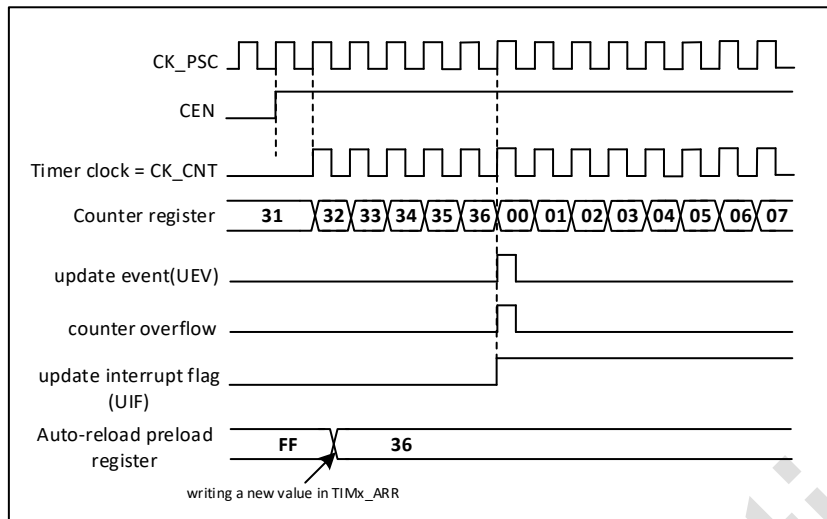 CK_PSC
CEN
Timer clock = CK_CNT
Counter register 31 32 33 34 35 36 00 01 02 03 04 05 06 07
update event(UEV)
counter overflow
update interrupt flag
(UIF)
Auto-reload preload
register
FF 36
writing a new value in TIMx_ARR